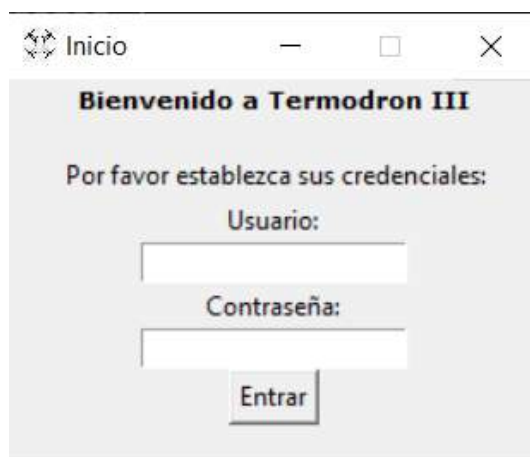 Inicio
Bienvenido a Termodron III
Por favor establezca sus credenciales:
Usuario:
Contraseña:
Entrar